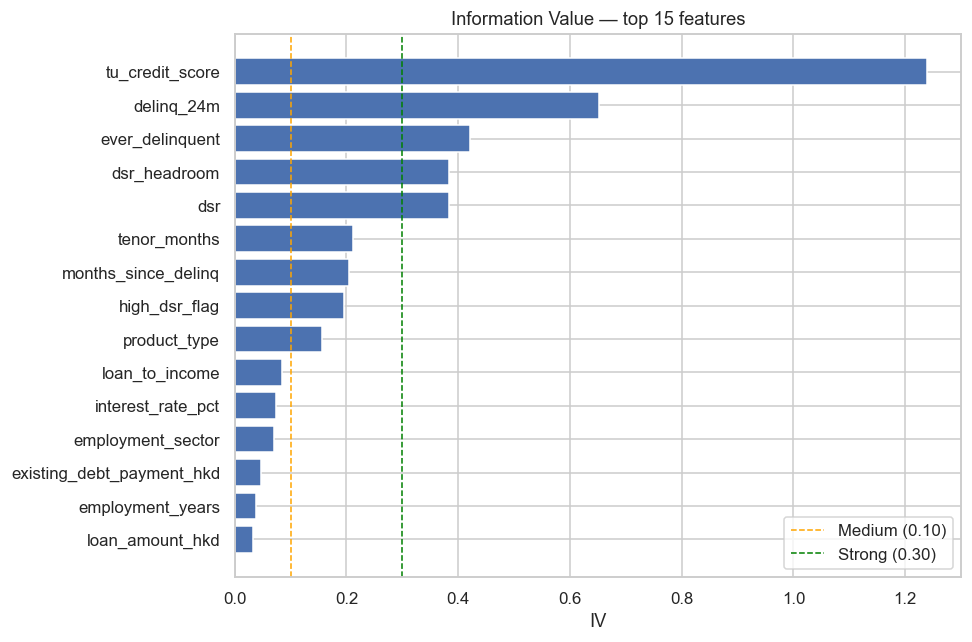 Information Value — top 15 features
tu_credit_score
delinq_24m
ever_delinquent
dsr_headroom
dsr
tenor_months
months_since_delinq
high_dsr_flag
product_type
loan_to_income
interest_rate_pct
employment_sector
existing_debt_payment_hkd
employment_years
loan_amount_hkd
Medium (0.10)
Strong (0.30)
0.0 0.2 0.4 0.6 0.8 1.0 1.2
IV